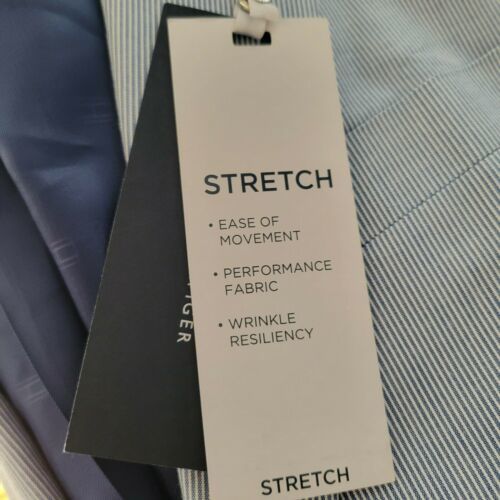 STRETCH
• EASE OF
MOVEMENT
• PERFORMANCE
FABRIC
• WRINKLE
RESILIENCY
STRETCH